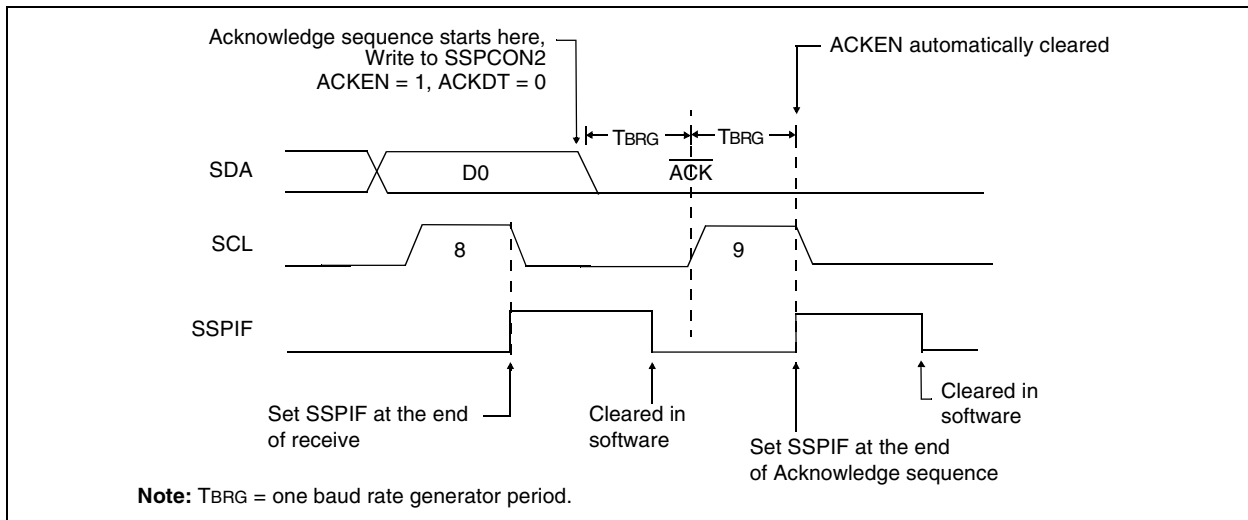 Acknowledge sequence starts here,
Write to SSPCON2
ACKEN = 1, ACKDT = 0
ACKEN automatically cleared
TBRG
TBRG
SDA
D0
ACK
SCL
8
9
SSPIF
Set SSPIF at the end
of receive
Cleared in
software
Set SSPIF at the end
of Acknowledge sequence
Cleared in
software
Note: TBRG = one baud rate generator period.